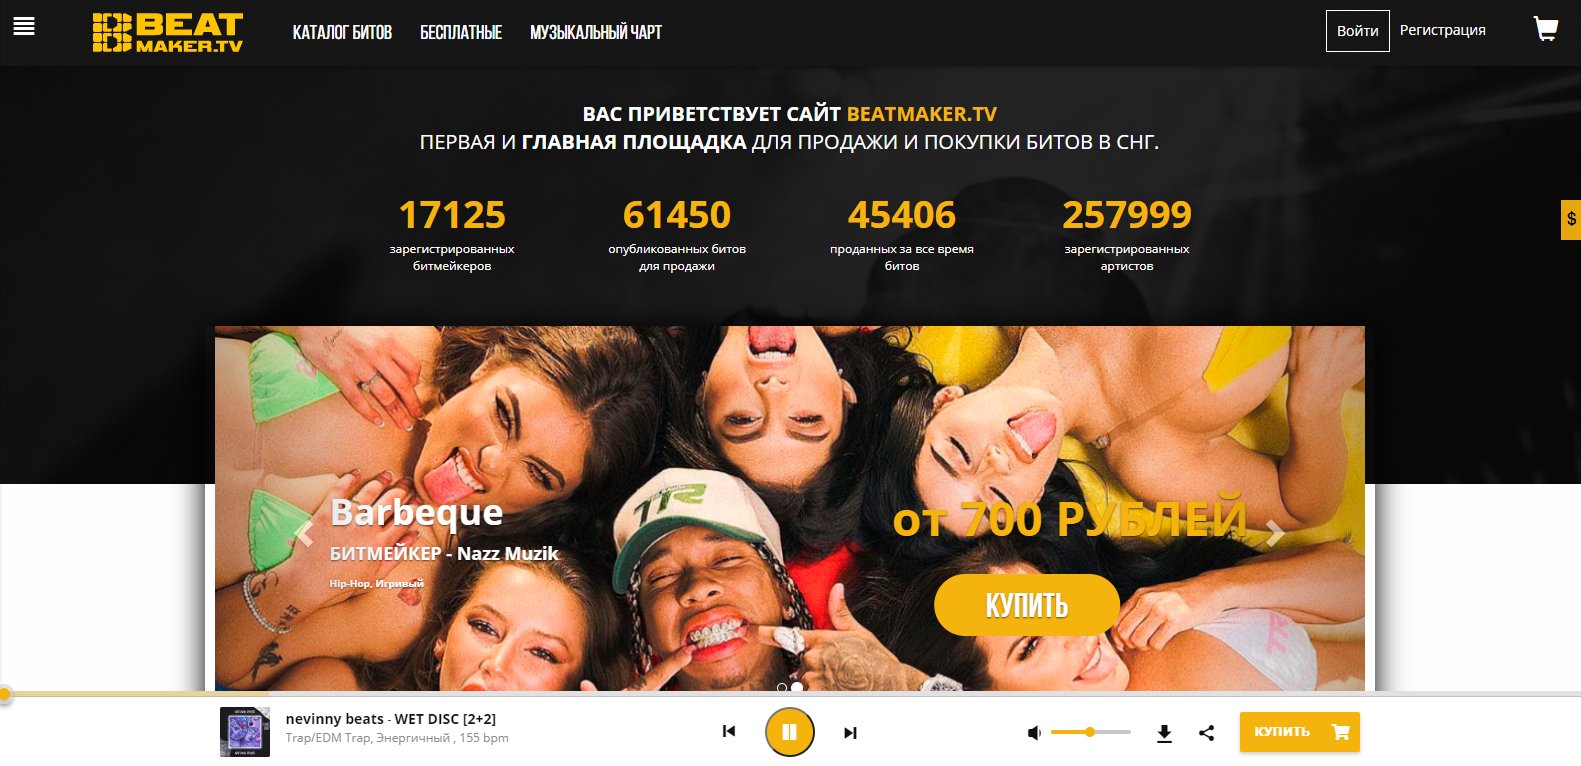 BEAT
MAKER.TV
КАТАЛОГ БИТОВ
БЕСПЛАТНЫЕ
МУЗЫКАЛЬНЫЙ ЧАРТ
Войти
Регистрация
ВАС ПРИВЕТСТВУЕТ САЙТ BEATMAKER.TV
ПЕРВАЯ И ГЛАВНАЯ ПЛОЩАДКА ДЛЯ ПРОДАЖИ И ПОКУПКИ БИТОВ В СНГ.
17125
зарегистрированных
битмейкеров
61450
опубликованных битов
для продажи
45406
проданных за все время
битов
257999
зарегистрированных
артистов
$
Barbeque
БИТМЕЙКЕР - Nazz Muzik
Hip-Hop, Игривый
от 700 РУБЛЕЙ
КУПИТЬ
nevinny beats - WET DISC [2+2]
Trap/EDM Trap, Энергичный , 155 bpm
КУПИТЬ